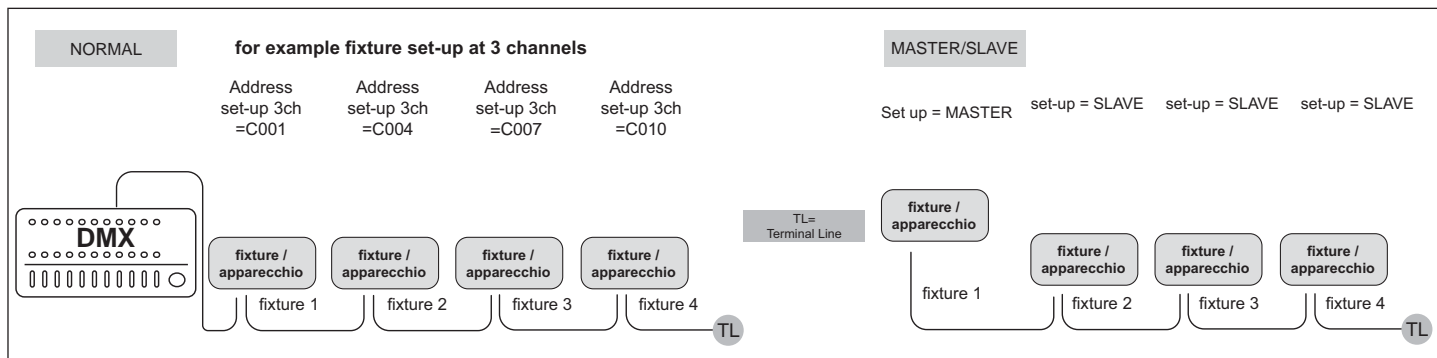 NORMAL
for example fixture set-up at 3 channels
Address
set-up 3ch
=C001
Address
set-up 3ch
=C004
Address
set-up 3ch
=C007
Address
set-up 3ch
=C010
DMX
fixture /
apparecchio
fixture /
apparecchio
fixture /
apparecchio
fixture /
apparecchio
fixture 1
fixture 2
fixture 3
fixture 4
TL
TL=
Terminal Line
MASTER/SLAVE
Set up = MASTER
set-up = SLAVE
set-up = SLAVE
set-up = SLAVE
fixture /
apparecchio
fixture /
apparecchio
fixture /
apparecchio
fixture /
apparecchio
fixture 1
fixture 2
fixture 3
fixture 4
TL